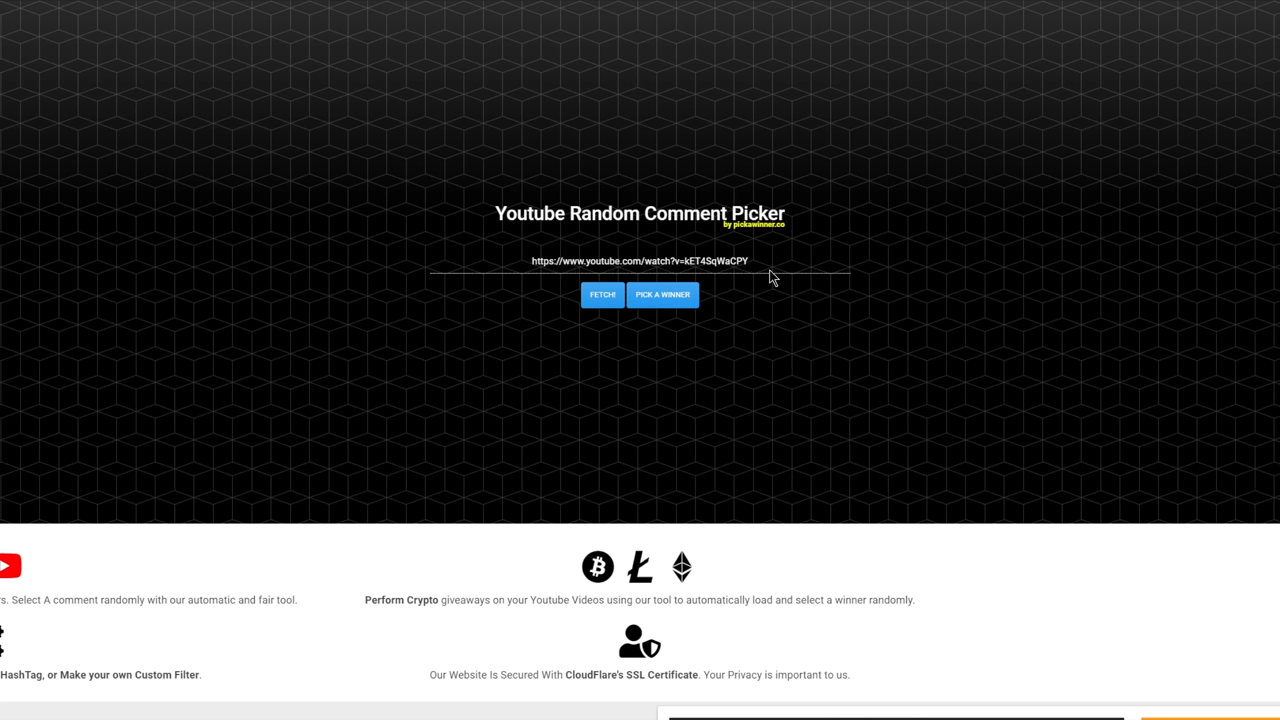 Youtube Random Comment Picker
by pickawinner.co
https://www.youtube.com/watch?v=kET4SqWaCPY
FETCH! PICK A WINNER
s. Select A comment randomly with our automatic and fair tool.
Perform Crypto giveaways on your Youtube Videos using our tool to automatically load and select a winner randomly.
HashTag, or Make your own Custom Filter.
Our Website Is Secured With CloudFlare's SSL Certificate. Your Privacy is important to us.